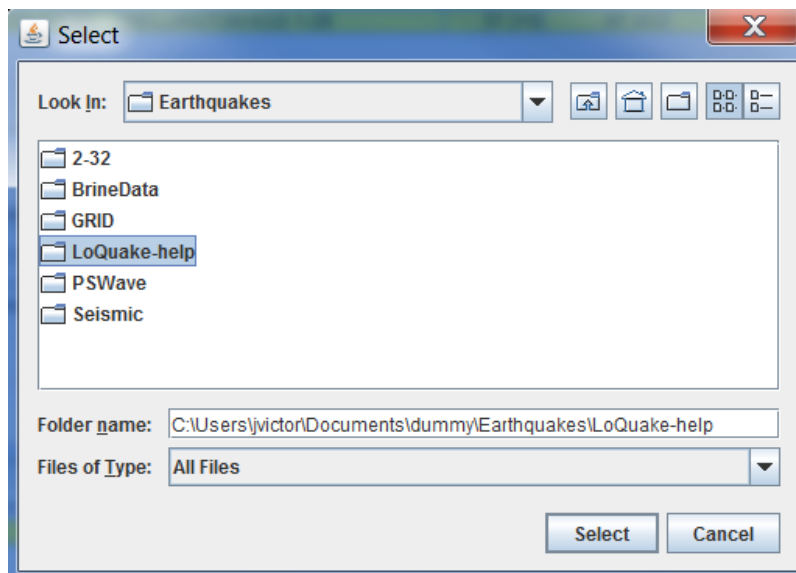 Select
Look In: Earthquakes
2-32
BrineData
GRID
LoQuake-help
PSWave
Seismic
Folder name: C:\Users\jvictor\Documents\dummy\Earthquakes\LoQuake-help
Files of Type: All Files
Select Cancel